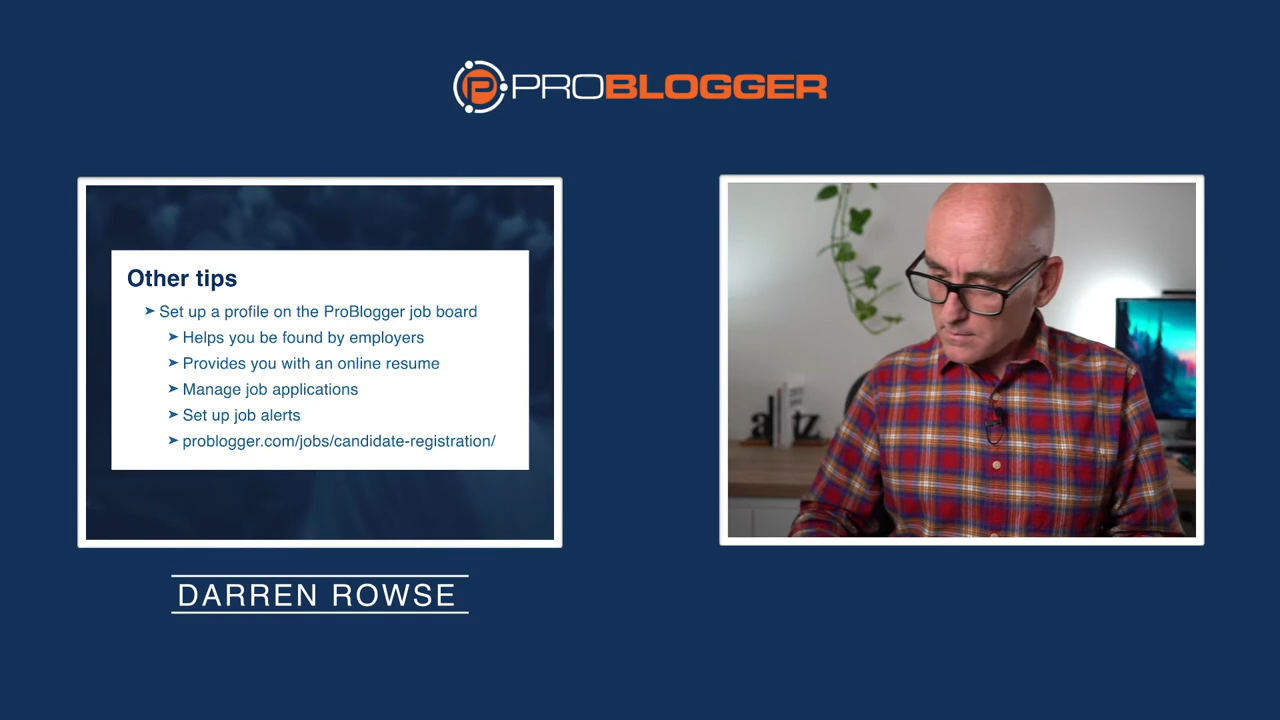 PROBLOGGER
Other tips
➤ Set up a profile on the ProBlogger job board
➤ Helps you be found by employers
➤ Provides you with an online resume
➤ Manage job applications
➤ Set up job alerts
➤ problogger.com/jobs/candidate-registration/
DARREN ROWSE